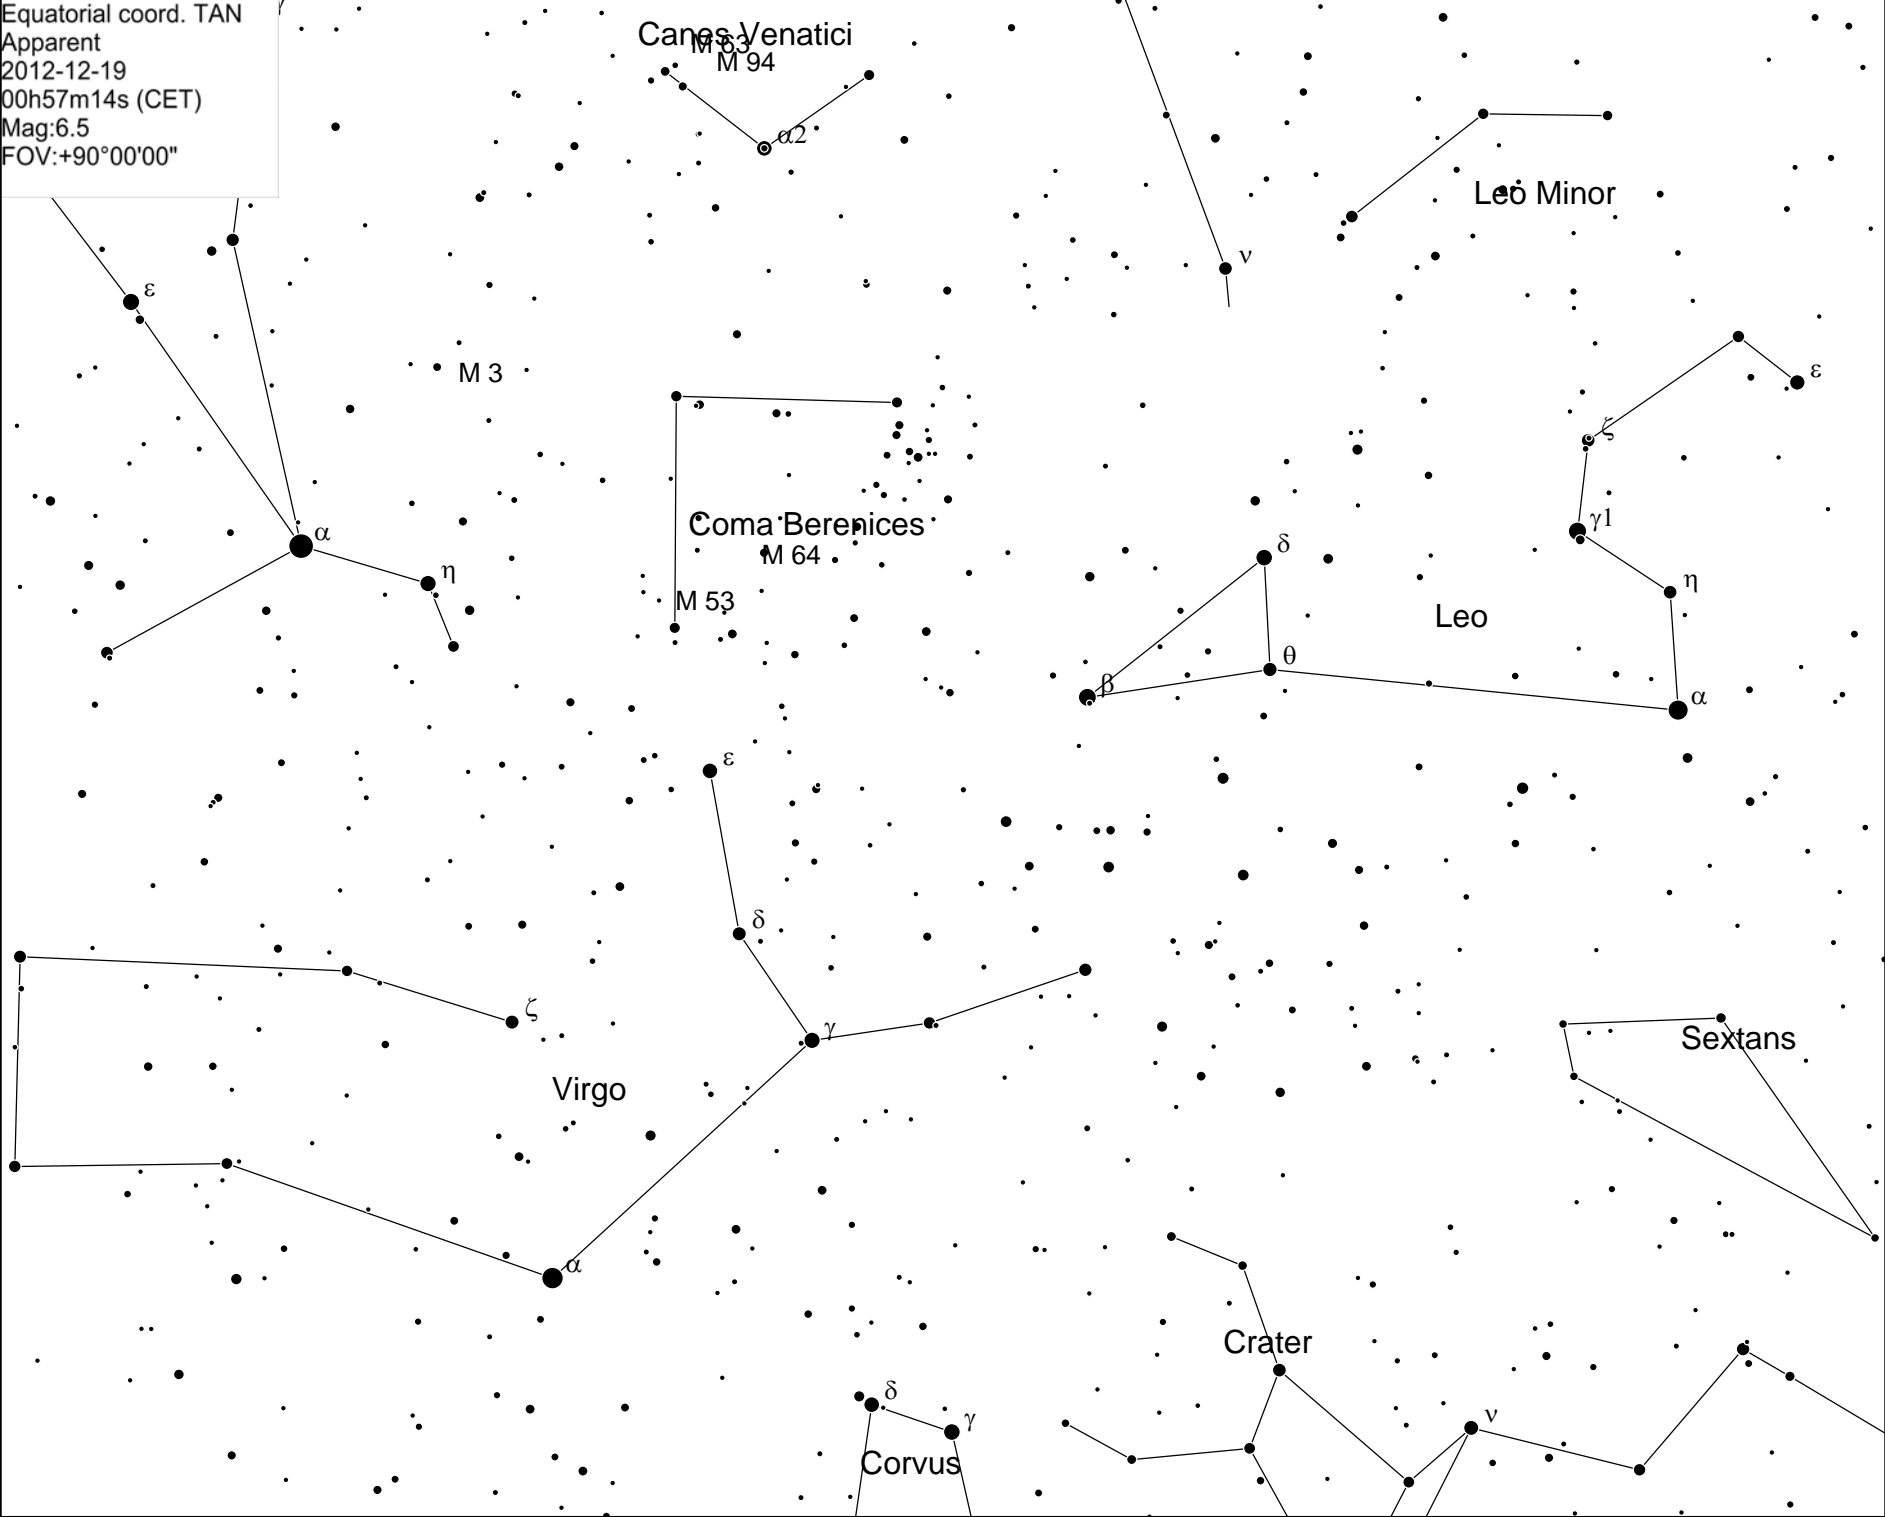 Equatorial coord. TAN
Apparent
2012-12-19
00h57m14s (CET)
Mag:6.5
FOV:+90°00'00"
Canes Venatici
M 63
M 94
α2
Leo Minor
ν
ε
M 3
ε
ζ
γ1
Coma Berenices
α
δ
M 64
η
η
M 53
Leo
θ
β
α
ε
δ
ζ
γ
Sextans
Virgo
α
Crater
δ
γ
ν
Corvus